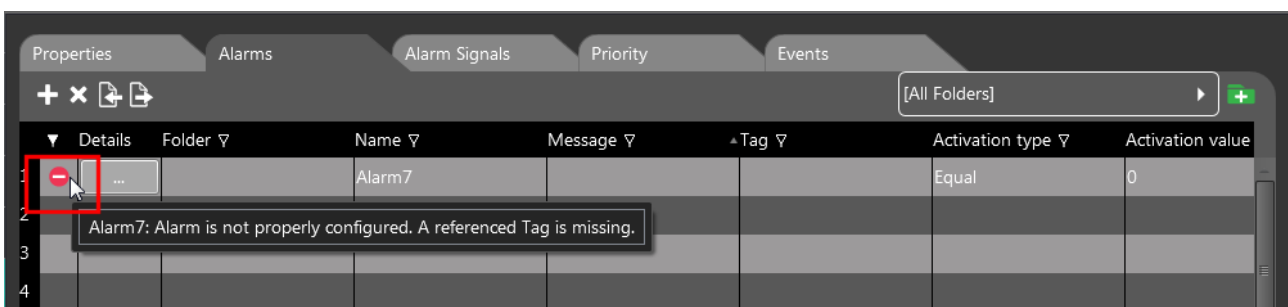 Properties Alarms Alarm Signals Priority Events
[All Folders]
Details Folder Name Message Tag Activation type Activation value
1 ... Alarm7 Equal 0
2
Alarm7: Alarm is not properly configured. A referenced Tag is missing.
3
4